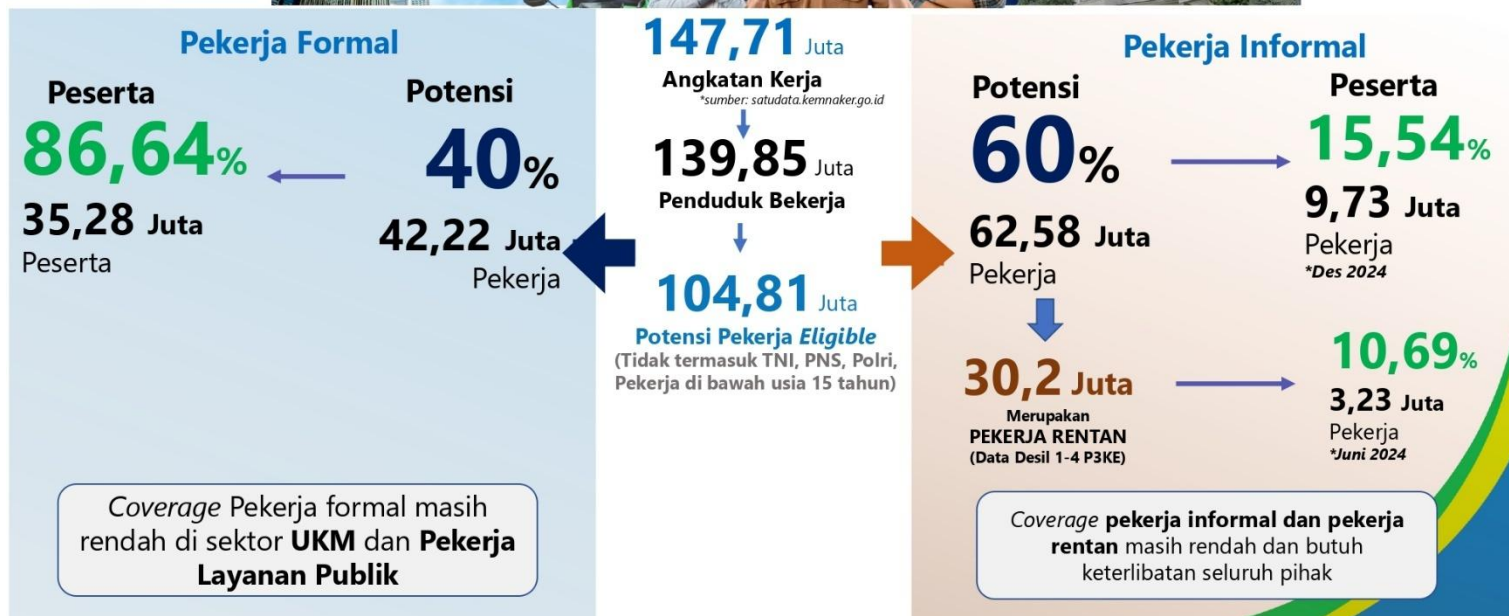 Pekerja Formal
Peserta
86,64%
35,28 Juta
Peserta
Potensi
40%
42,22 Juta
Pekerja
Coverage Pekerja formal masih
rendah di sektor UKM dan Pekerja
Layanan Publik
147,71 Juta
Angkatan Kerja
*sumber: satudata.kemnaker.go.id
139,85 Juta
Penduduk Bekerja
104,81 Juta
Potensi Pekerja Eligible
(Tidak termasuk TNI, PNS, Polri,
Pekerja di bawah usia 15 tahun)
Pekerja Informal
Potensi
60%
62,58 Juta
Pekerja
Peserta
15,54%
9,73 Juta
Pekerja
*Des 2024
30,2 Juta
Merupakan
PEKERJA RENTAN
(Data Desil 1-4 P3KE)
10,69%
3,23 Juta
Pekerja
*Juni 2024
Coverage pekerja informal dan pekerja
rentan masih rendah dan butuh
keterlibatan seluruh pihak